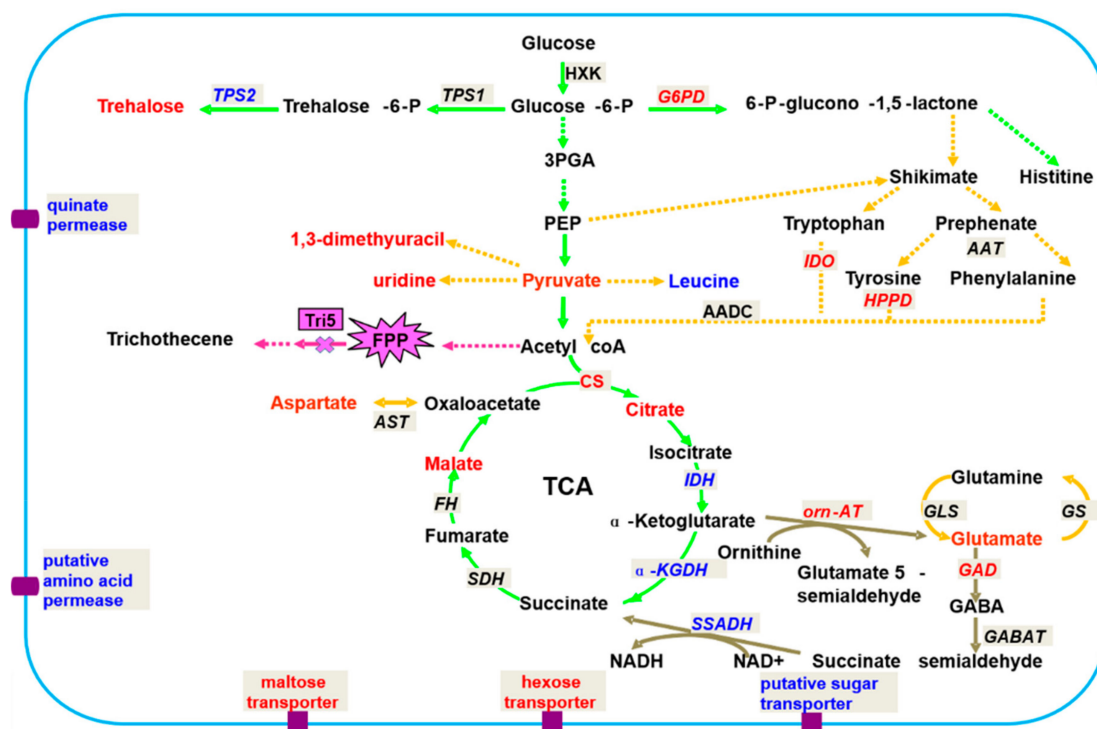 Glucose
HXK
Trehalose TPS2 Trehalose -6-P TPS1 Glucose -6-P G6PD 6-P-glucono -1,5-lactone
3PGA
Shikimate Histitine
quinate
permease
PEP
Tryptophan Prephenate
1,3-dimethyuracil
AAT
IDO
uridine Pyruvate Leucine
Tyrosine Phenylalanine
HPPD
AADC
Tri5
Trichothecene FPP Acetyl coA
CS
Aspartate AST Oxaloacetate Citrate
Isocitrate
Malate
TCA
IDH
Glutamine
FH
GLS GS
α-Ketoglutarate orn-AT
Fumarate
Ornithine
Glutamate
putative
amino acid
permease
α-KGDH
Glutamate 5 -
semialdehyde
GAD
SDH
GABA
Succinate
SSADH
GABAT
NADH NAD+ Succinate semialdehyde
maltose
transporter
hexose
transporter
putative sugar
transporter